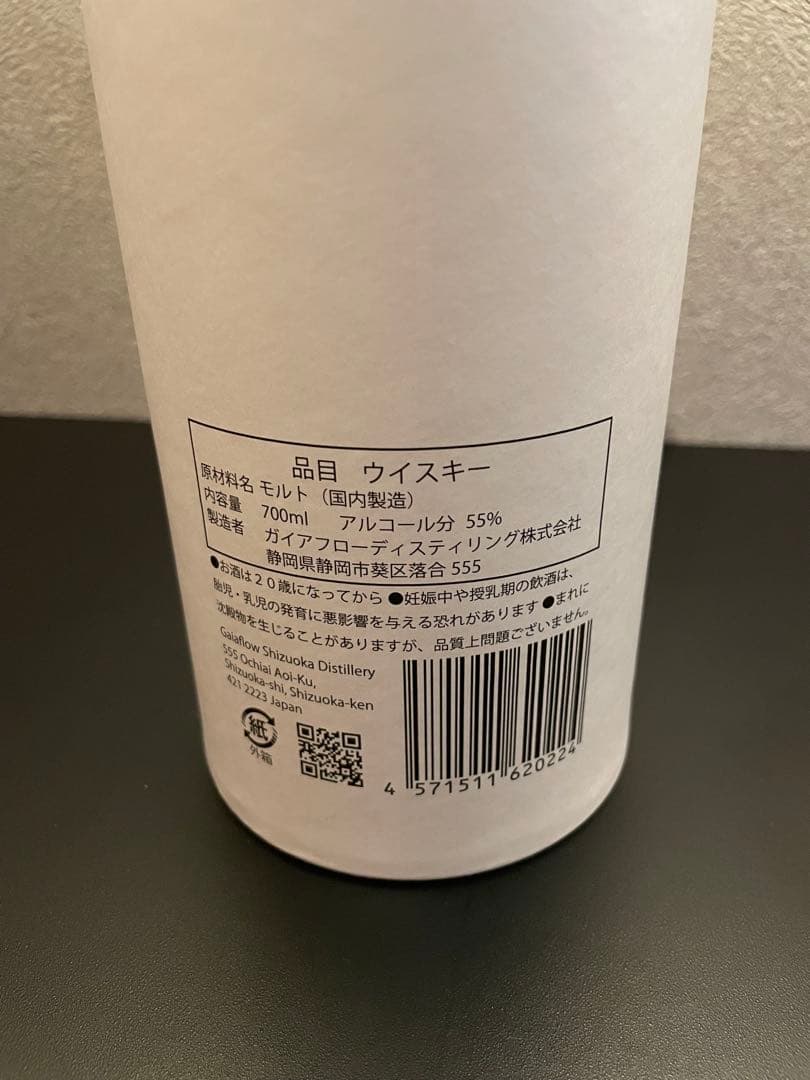 品目 ウイスキー
原材料名 モルト（国内製造）
内容量 700ml アルコール分 55%
製造者 ガイアフローディスティリング株式会社
静岡県静岡市葵区落合 555
●お酒は２０歳になってから ●妊娠中や授乳期の飲酒は、
胎児・乳児の発育に悪影響を与える恐れがあります ●まれに
沈殿物を生じることがありますが、品質上問題ございません。
Gaiaflow Shizuoka Distillery
555 Ochiai Aoi-Ku,
Shizuoka-shi, Shizuoka-ken
421 2223 Japan
紙
外箱
4 571511 620224